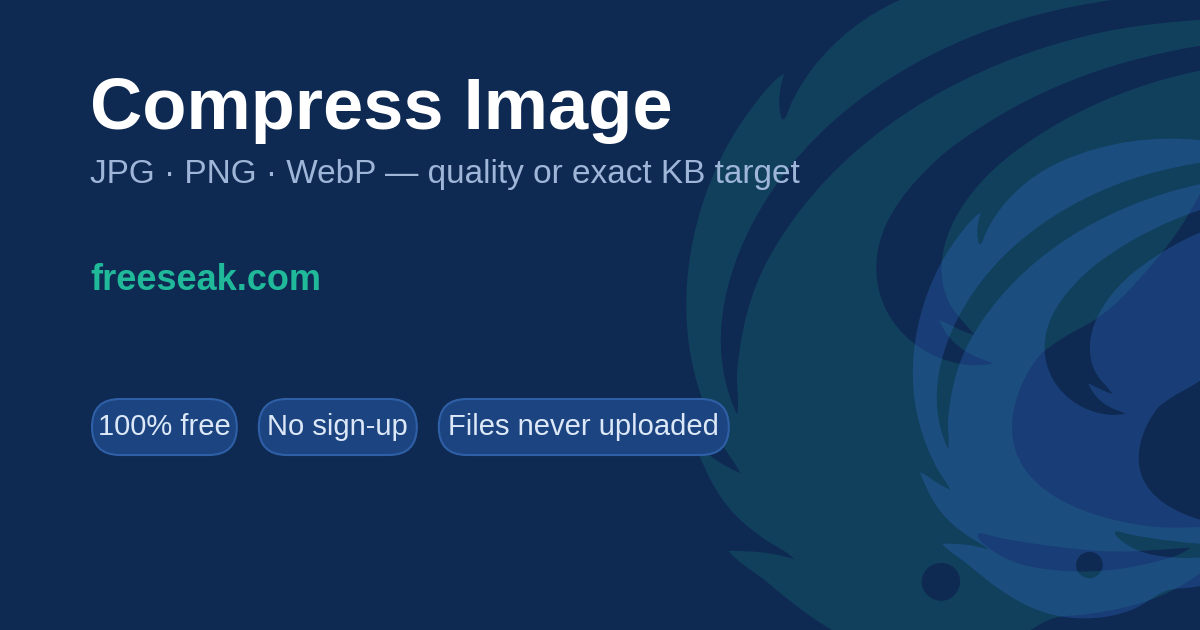 Compress Image
JPG · PNG · WebP — quality or exact KB target
freeseak.com
100% free
No sign-up
Files never uploaded